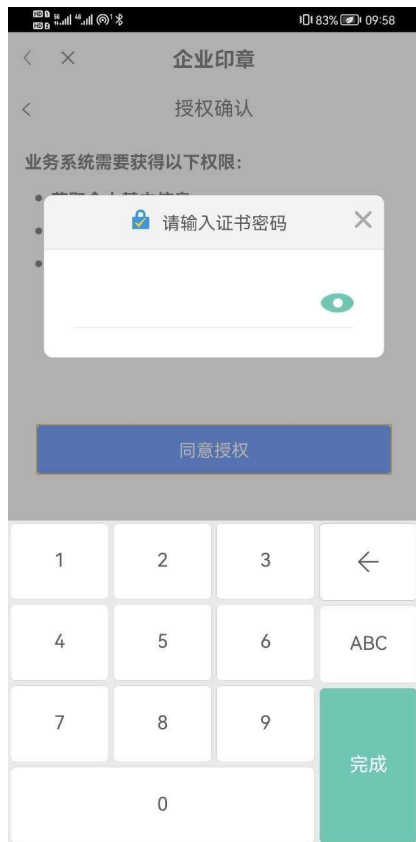 83% 09:58
企业印章
授权确认
业务系统需要获得以下权限：
请输入证书密码
同意授权
1 2 3
4 5 6 ABC
7 8 9
完成
0